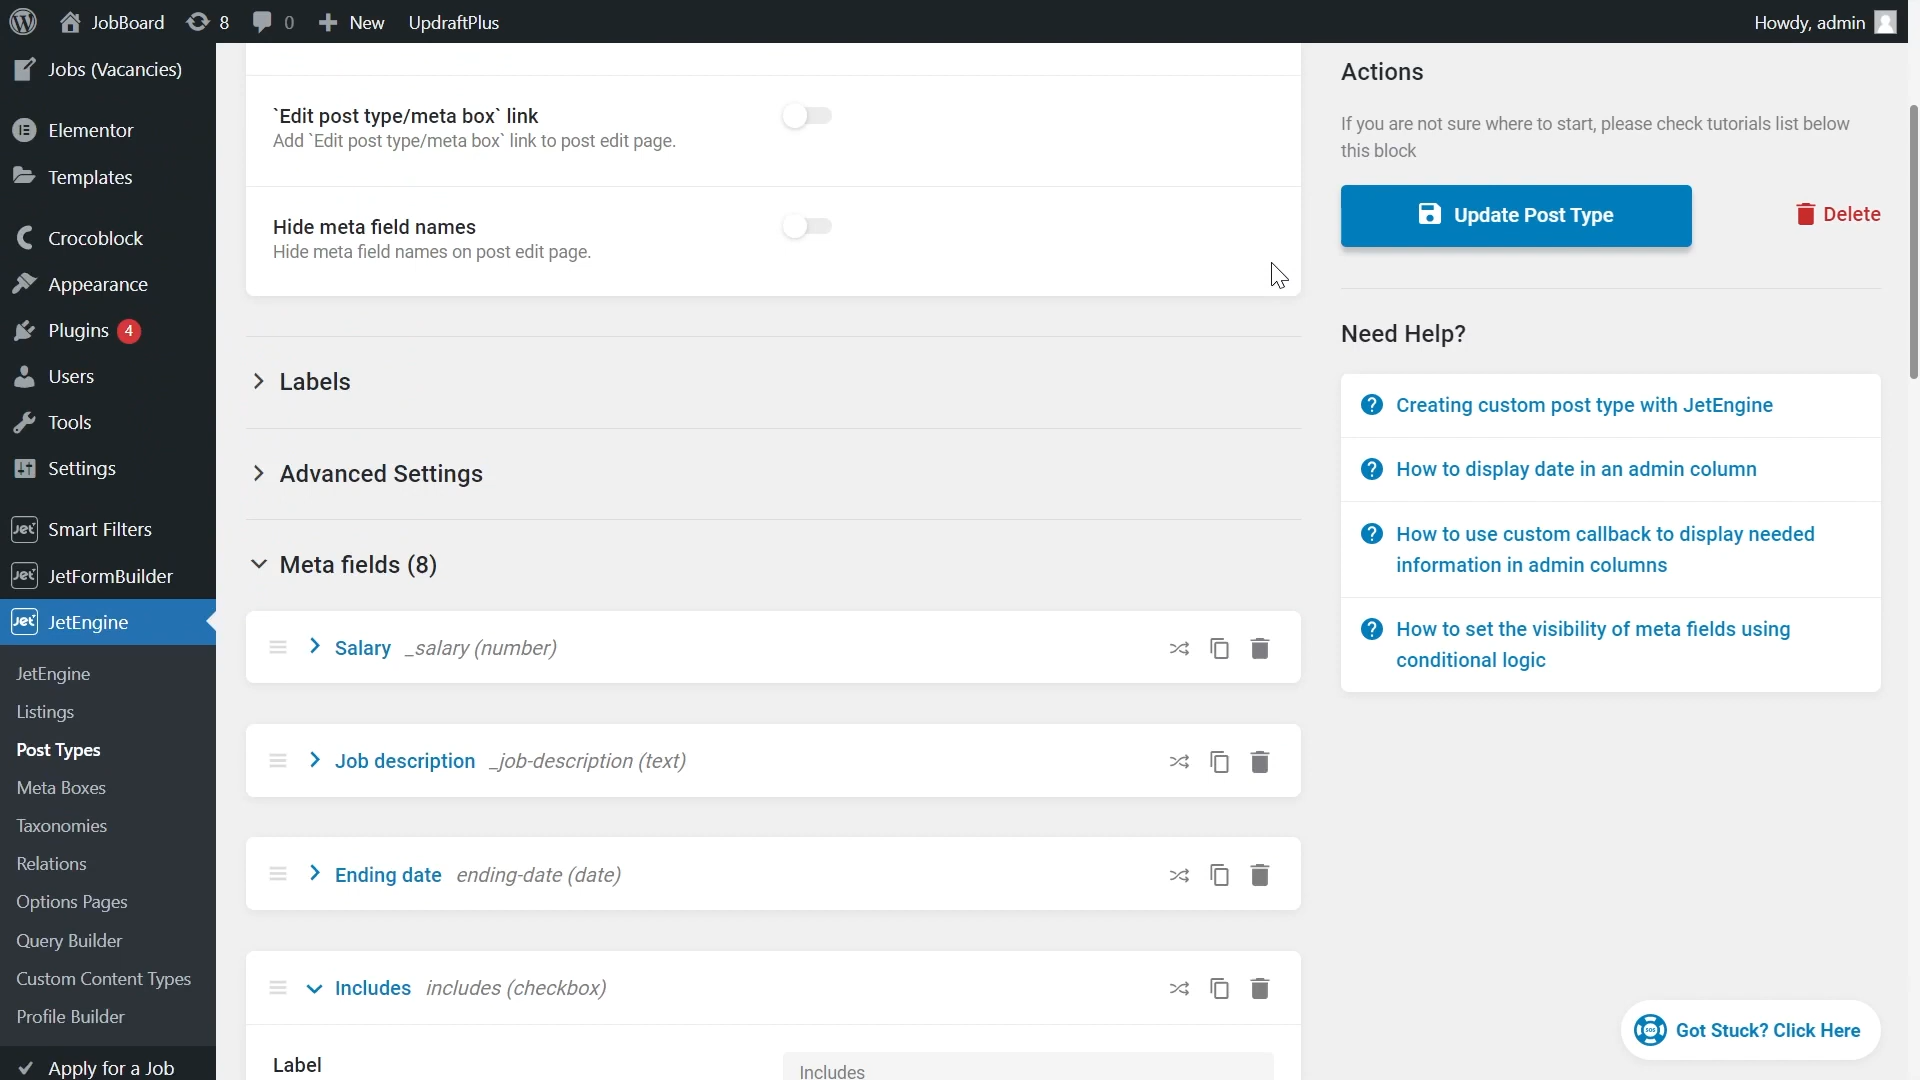 JobBoard 8 0 New UpdraftPlus Howdy, admin
Jobs (Vacancies)
Elementor
Templates
Crocoblock
Appearance
Plugins 4
Users
Tools
Settings
Jet Smart Filters
Jet JetFormBuilder
Jet JetEngine
JetEngine
Listings
Post Types
Meta Boxes
Taxonomies
Relations
Options Pages
Query Builder
Custom Content Types
Profile Builder
Apply for a Job
`Edit post type/meta box` link
Add `Edit post type/meta box` link to post edit page.
Hide meta field names
Hide meta field names on post edit page.
Labels
Advanced Settings
Meta fields (8)
Salary _salary (number)
Job description _job-description (text)
Ending date ending-date (date)
Includes includes (checkbox)
Label
Includes
Actions
If you are not sure where to start, please check tutorials list below
this block
Update Post Type
Delete
Need Help?
Creating custom post type with JetEngine
How to display date in an admin column
How to use custom callback to display needed
information in admin columns
How to set the visibility of meta fields using
conditional logic
SOS Got Stuck? Click Here